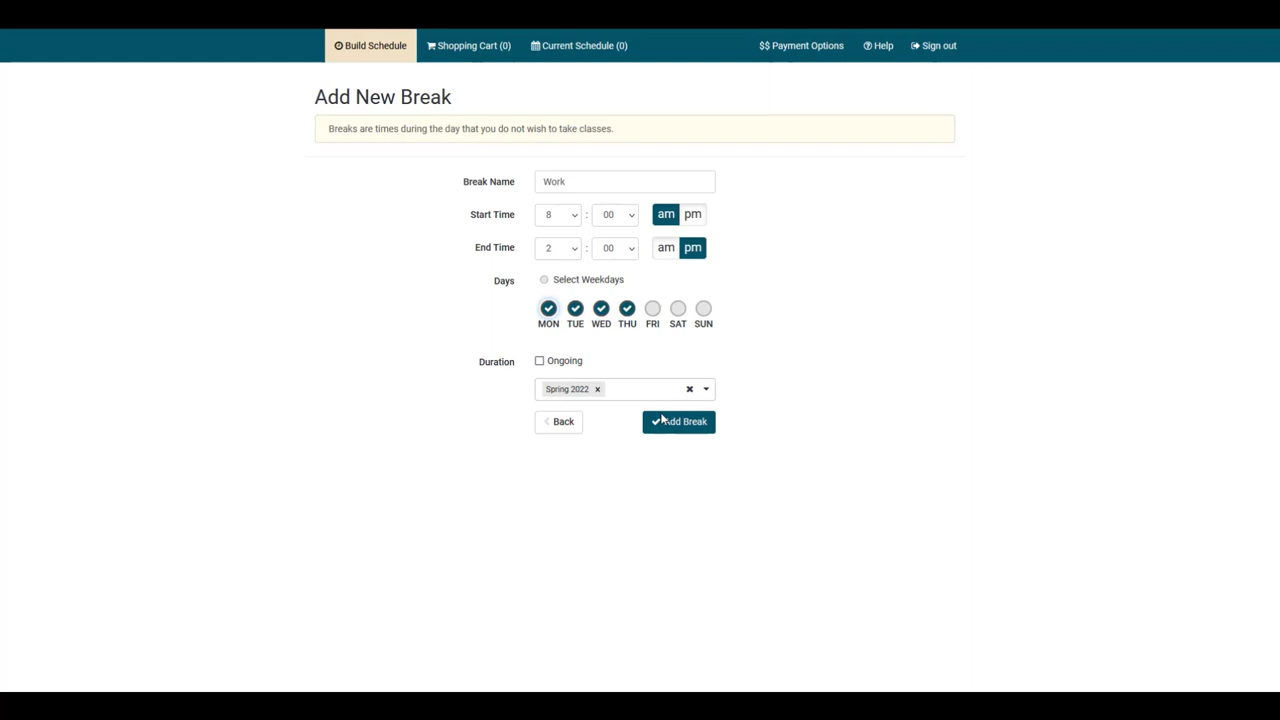 Build Schedule Shopping Cart (0) Current Schedule (0) $$ Payment Options Help Sign out
Add New Break
Breaks are times during the day that you do not wish to take classes.
Break Name Work
Start Time 8 : 00 am pm
End Time 2 : 00 am pm
Days Select Weekdays
MON TUE WED THU FRI SAT SUN
Duration Ongoing
Spring 2022
Back Add Break